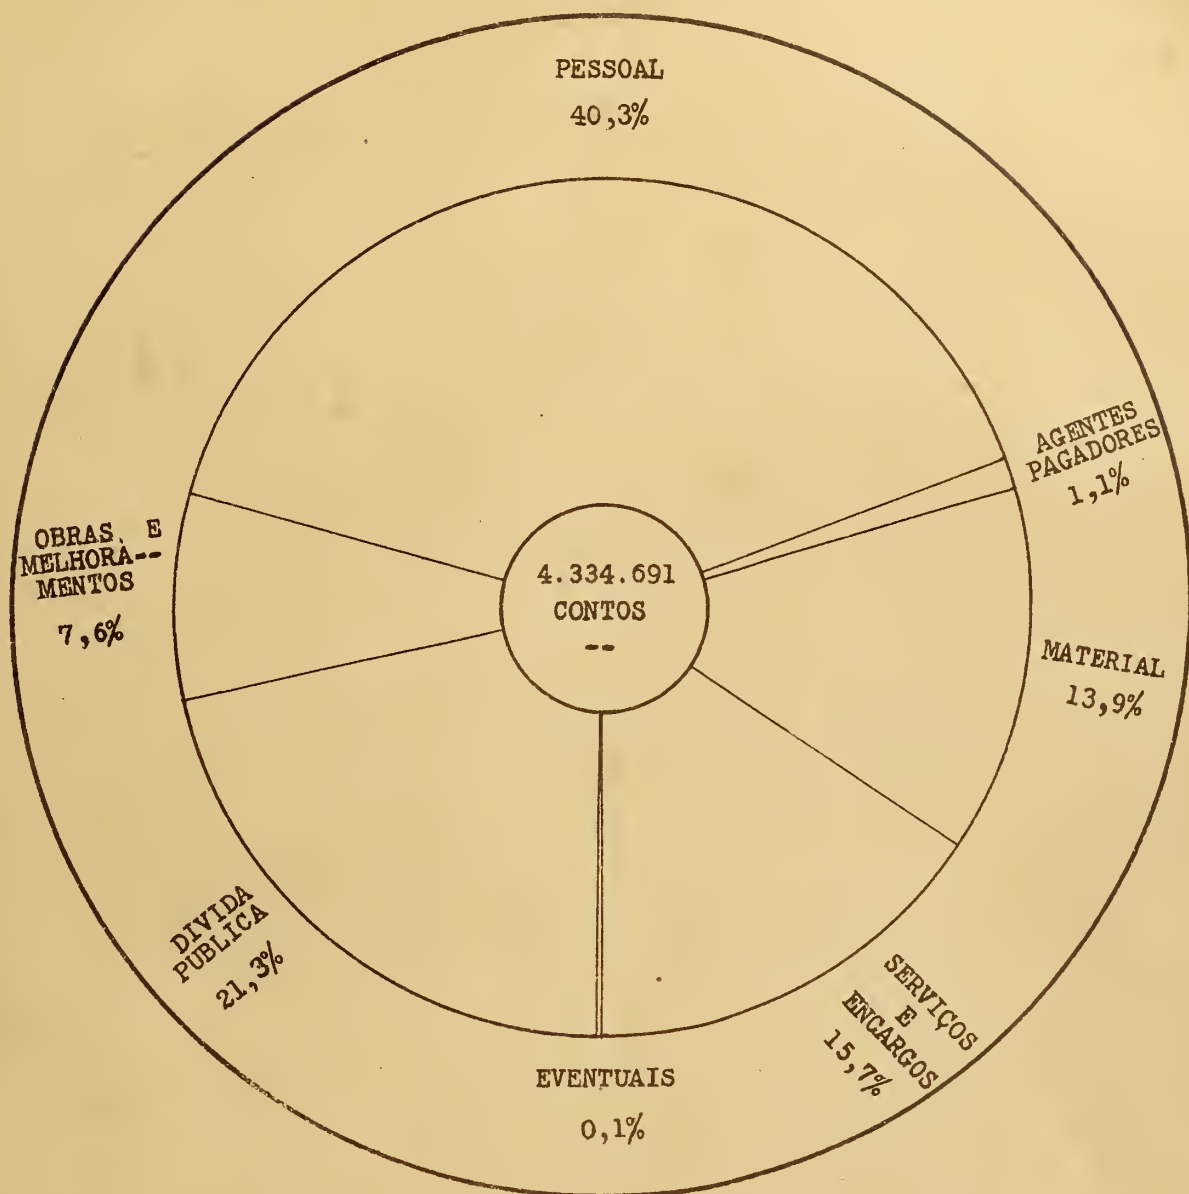 PESSOAL
40,3%
AGENTES
PAGADORES
1,1%
MATERIAL
13,9%
SERVIÇOS
E
ENCARGOS
15,7%
EVENTUAIS
0,1%
DIVIDA
PUBLICA
21,3%
OBRAS. E
MELHORA--
MENTOS
7,6%
4.334.691
CONTOS
--